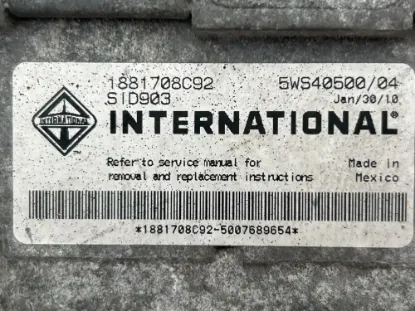 1881708C92 5WS40500/04
SID903 Jan/30/10
INTERNATIONAL®
INTERNATIONAL
Refer to service manual for Made in
removal and replacement instructions Mexico
*1881708C92-5007689654*